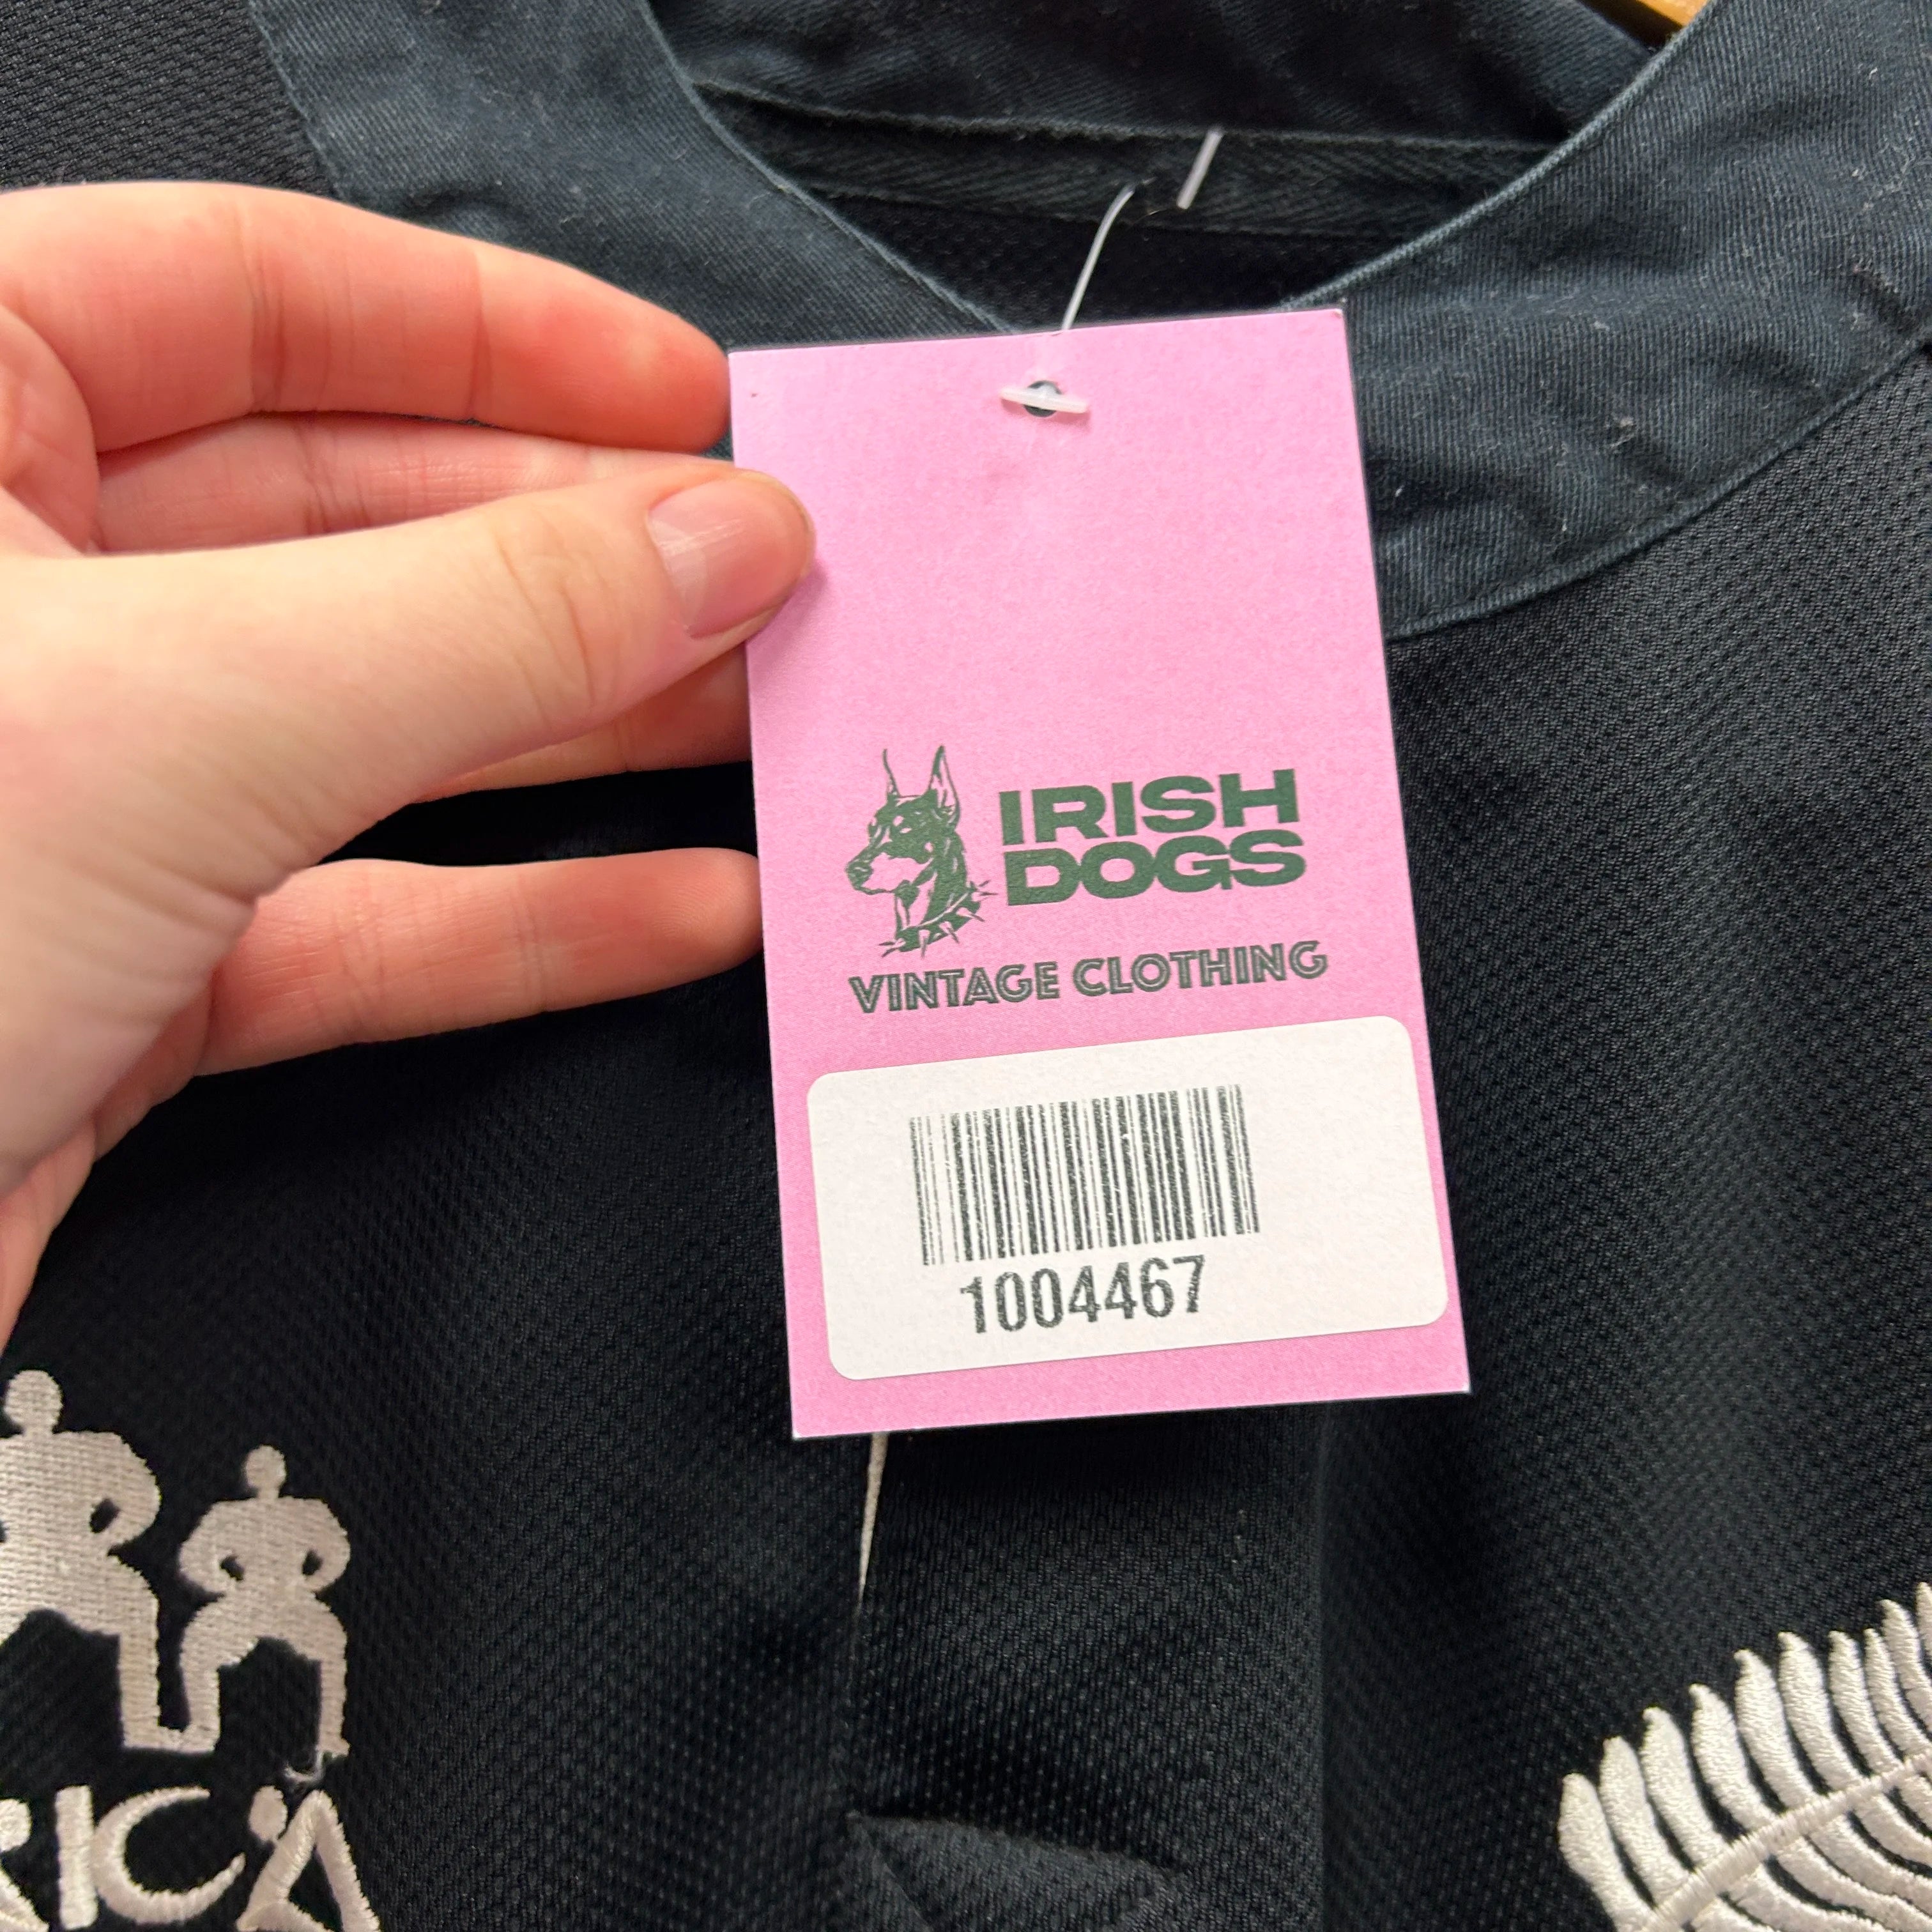 IRISH
DOGS
VINTAGE CLOTHING
1004467